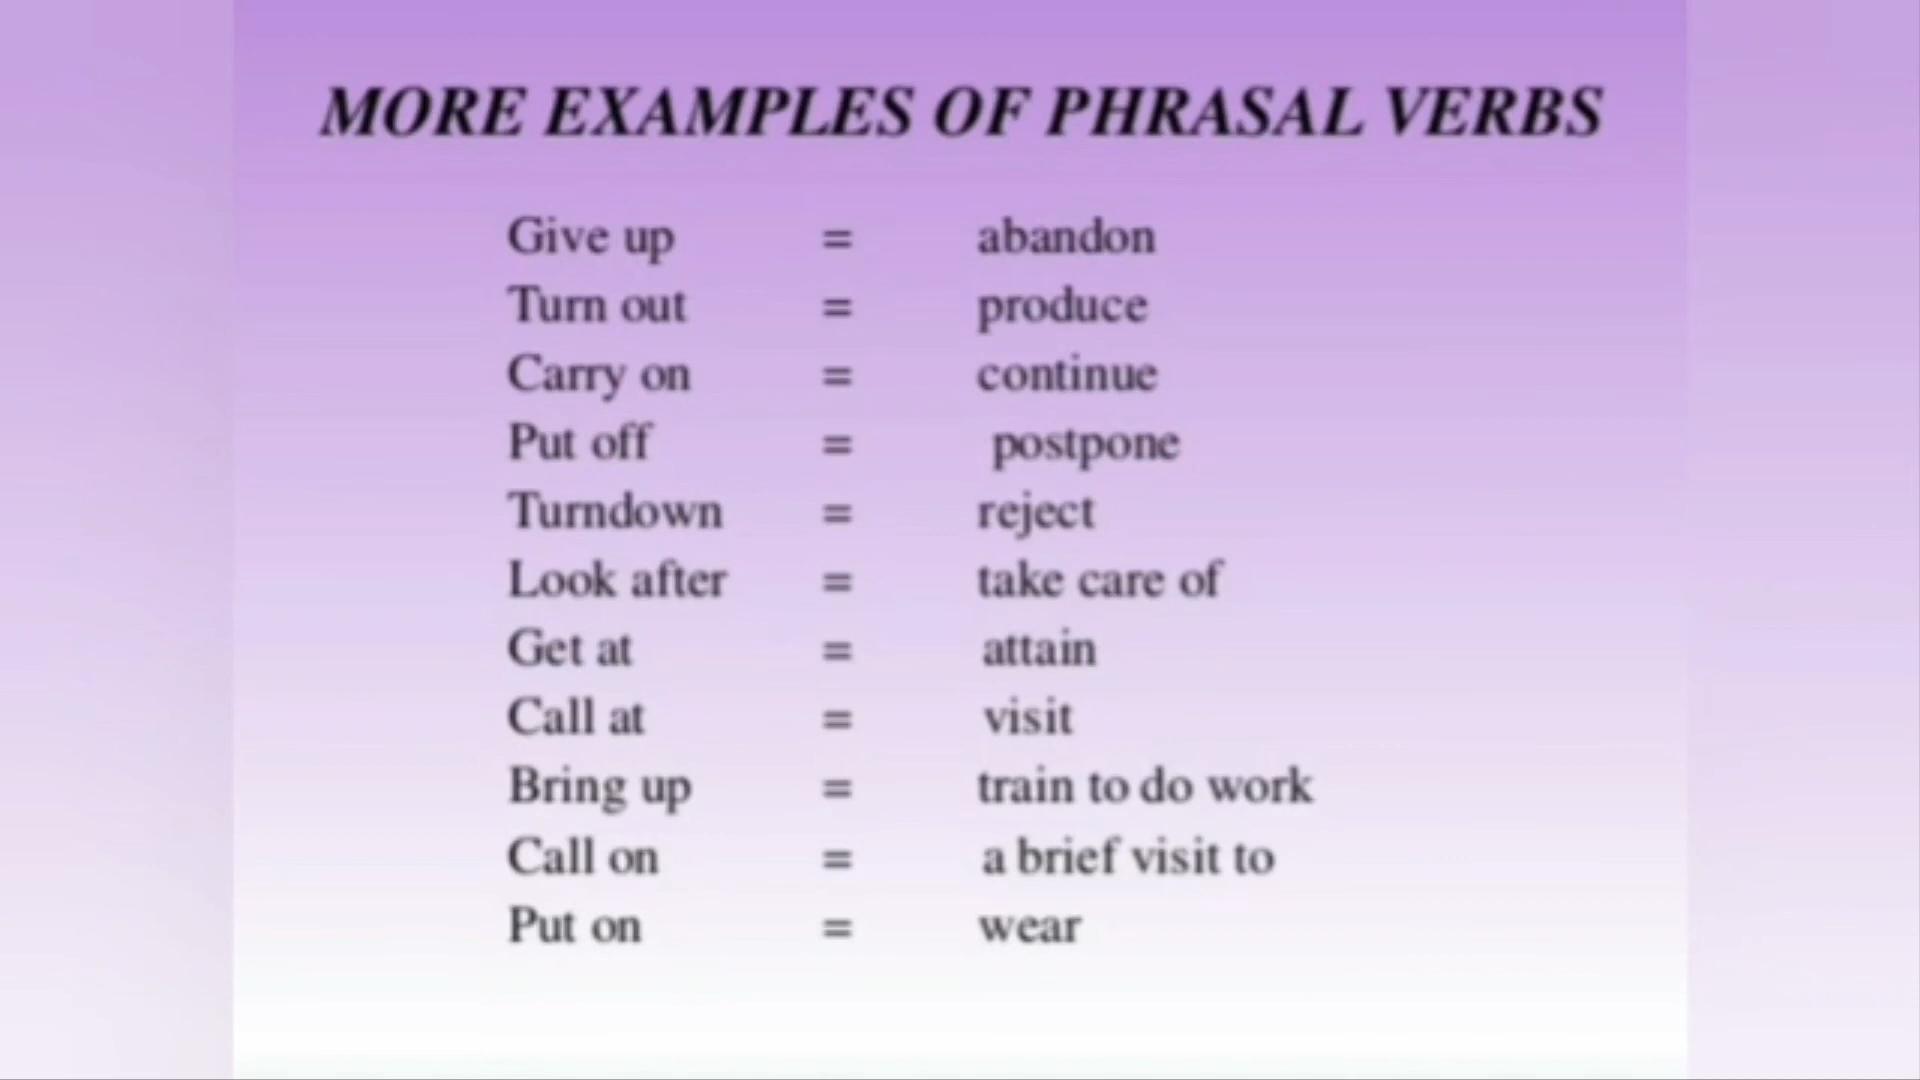 MORE EXAMPLES OF PHRASAL VERBS
Give up = abandon
Turn out = produce
Carry on = continue
Put off = postpone
Turndown = reject
Look after = take care of
Get at = attain
Call at = visit
Bring up = train to do work
Call on = a brief visit to
Put on = wear